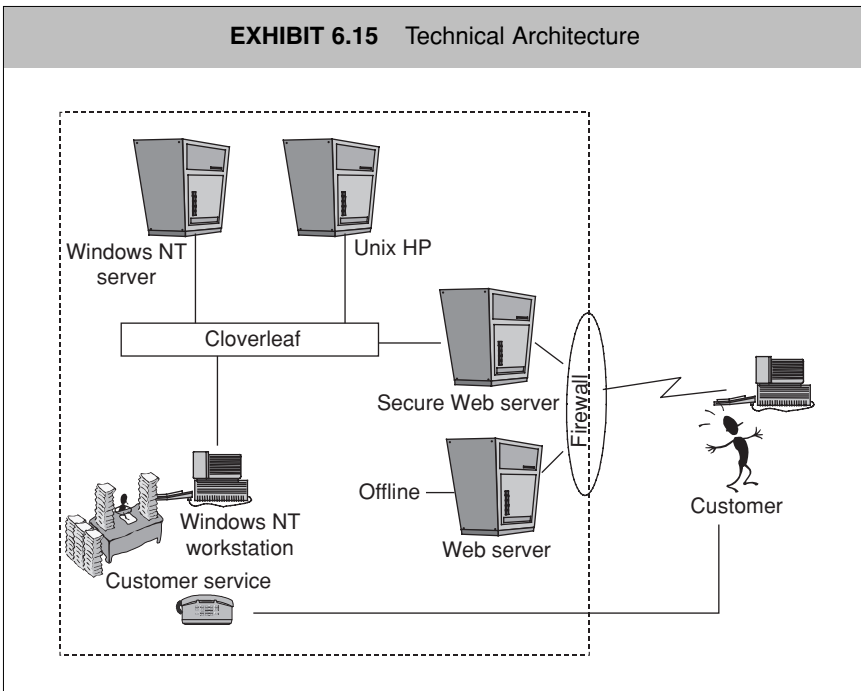 EXHIBIT 6.15 Technical Architecture
Windows NT
server
Unix HP
Cloverleaf
Secure Web server
Firewall
Offline
Web server
Windows NT
workstation
Customer service
Customer